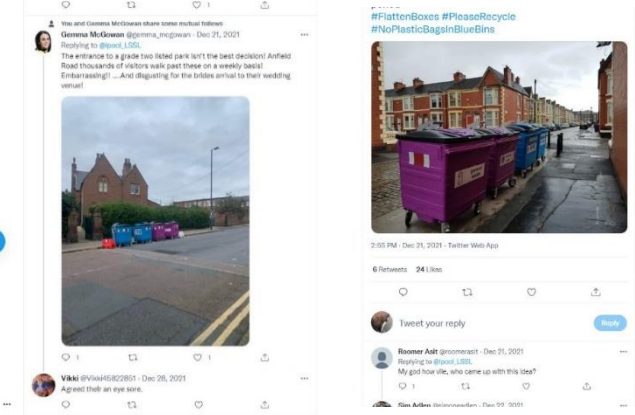 1
You and Gemma McGowan share some mutual follows
Gemma McGowan @gemma_mcgowan · Dec 21, 2021
Replying to @lpool_LSSL
The entrance to a grade two listed park isn't the best decision! Anfield
Road thousands of visitors walk past these on a weekly basis!
Embarrassing!! ....And disgusting for the brides arrival to their wedding
venue!
1
1
Vikki @Vikki45822851 · Dec 28, 2021
Agreed their an eye sore.
#FlattenBoxes #PleaseRecycle
#NoPlasticBagsInBlueBins
2:55 PM · Dec 21, 2021 · Twitter Web App
6 Retweets 24 Likes
Tweet your reply
Reply
Roomer Asit @roomerasit · Dec 21, 2021
Replying to @lpool_LSSL
My god how vile, who came up with this idea?
1
1
Dec 22, 2021